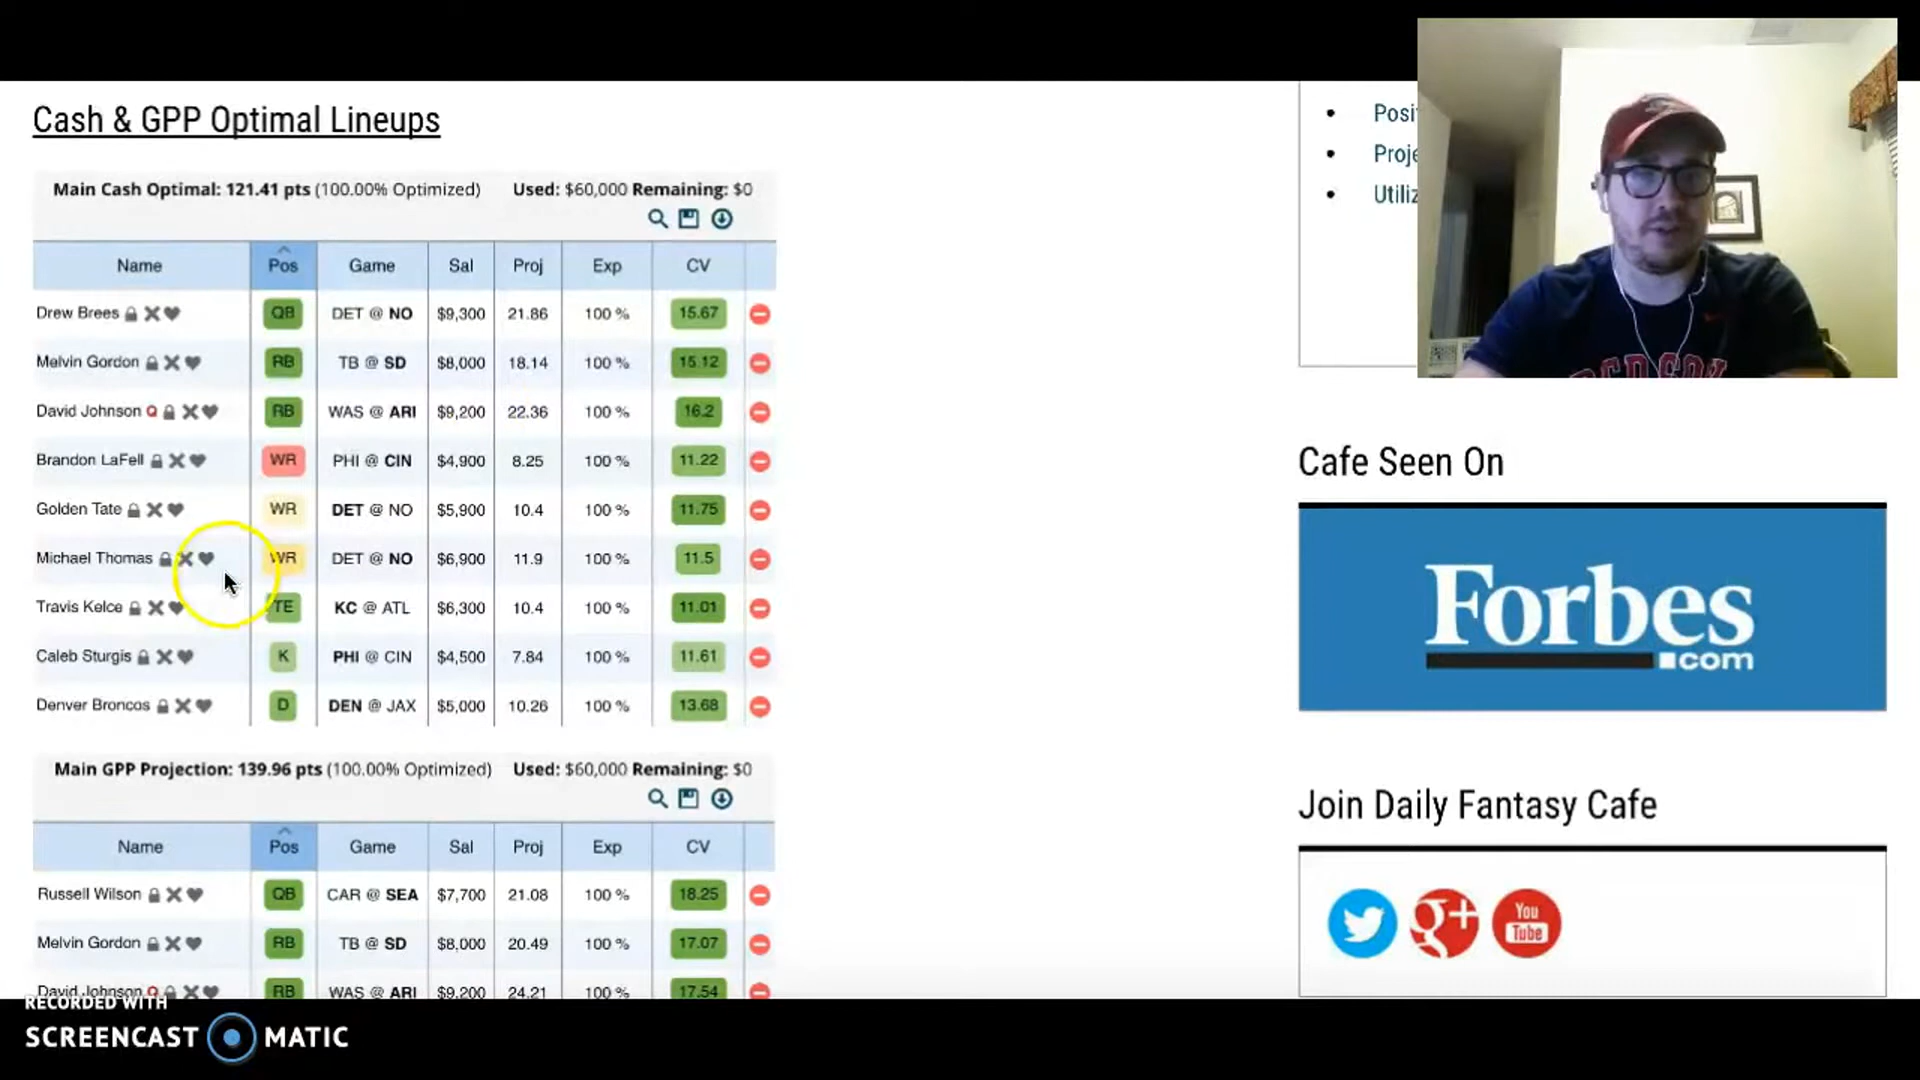 Cash & GPP Optimal Lineups
Main Cash Optimal: 121.41 pts (100.00% Optimized) Used: $60,000 Remaining: $0
Name Pos Game Sal Proj Exp CV
Drew Brees QB DET @ NO $9,300 21.86 100 % 15.67
Melvin Gordon RB TB @ SD $8,000 18.14 100 % 15.12
David Johnson Q RB WAS @ ARI $9,200 22.36 100 % 16.2
Brandon LaFell WR PHI @ CIN $4,900 8.25 100 % 11.22
Golden Tate WR DET @ NO $5,900 10.4 100 % 11.75
Michael Thomas WR DET @ NO $6,900 11.9 100 % 11.5
Travis Kelce TE KC @ ATL $6,300 10.4 100 % 11.01
Caleb Sturgis K PHI @ CIN $4,500 7.84 100 % 11.61
Denver Broncos D DEN @ JAX $5,000 10.26 100 % 13.68
Main GPP Projection: 139.96 pts (100.00% Optimized) Used: $60,000 Remaining: $0
Name Pos Game Sal Proj Exp CV
Russell Wilson QB CAR @ SEA $7,700 21.08 100 % 18.25
Melvin Gordon RB TB @ SD $8,000 20.49 100 % 17.07
David Johnson Q RB WAS @ ARI $9,200 24.21 100 % 17.54
Posi
Proje
Utiliz
RED SOX
Cafe Seen On
Forbes
.com
Join Daily Fantasy Cafe
g+
You
Tube
RECORDED WITH
SCREENCAST MATIC